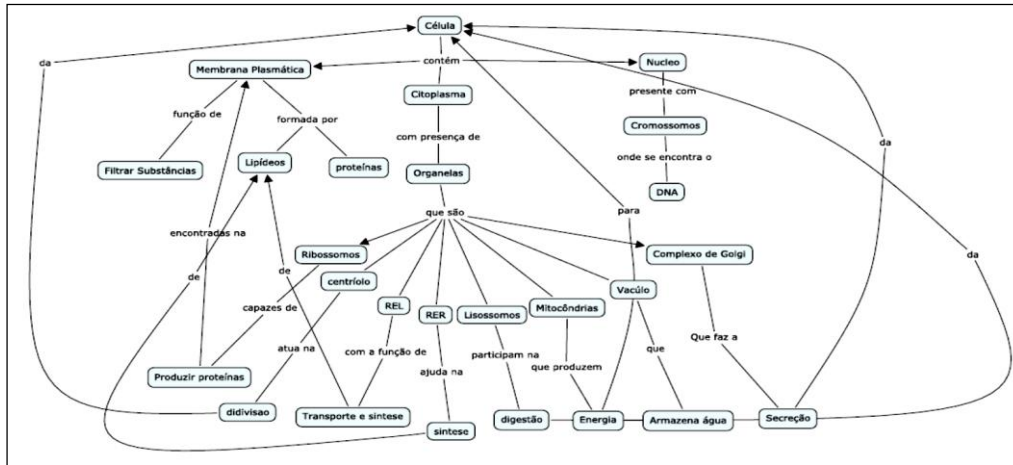 Célula
da
contém
Membrana Plasmática
Nucleo
Citoplasma
presente com
função de
formada por
Cromossomos
com presença de
da
onde se encontra o
Lipídeos
proteínas
Filtrar Substâncias
Organelas
DNA
que são
para
encontradas na
Ribossomos
Complexo de Golgi
da
de
de
centríolo
Vacúlo
REL
RER
Lisossomos
Mitocôndrias
capazes de
Que faz a
atua na
com a função de
participam na
que
que produzem
ajuda na
Produzir proteínas
didivisao
Transporte e sintese
digestão
Energia
Armazena água
Secreção
sintese